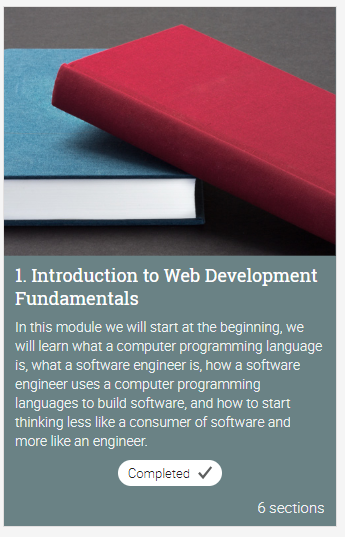 1. Introduction to Web Development
Fundamentals
In this module we will start at the beginning, we
will learn what a computer programming language
is, what a software engineer is, how a software
engineer uses a computer programming
languages to build software, and how to start
thinking less like a consumer of software and
more like an engineer.
Completed
6 sections